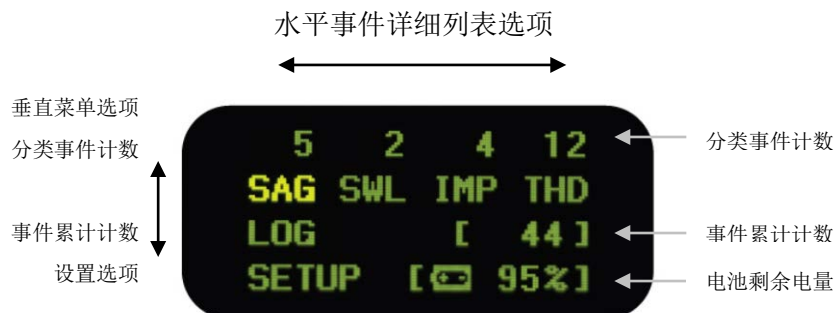 水平事件详细列表选项
垂直菜单选项
分类事件计数
事件累计计数
设置选项
5 2 4 12
SAG SWL IMP THD
LOG [ 44 ]
SETUP [ 95% ]
分类事件计数
事件累计计数
电池剩余电量